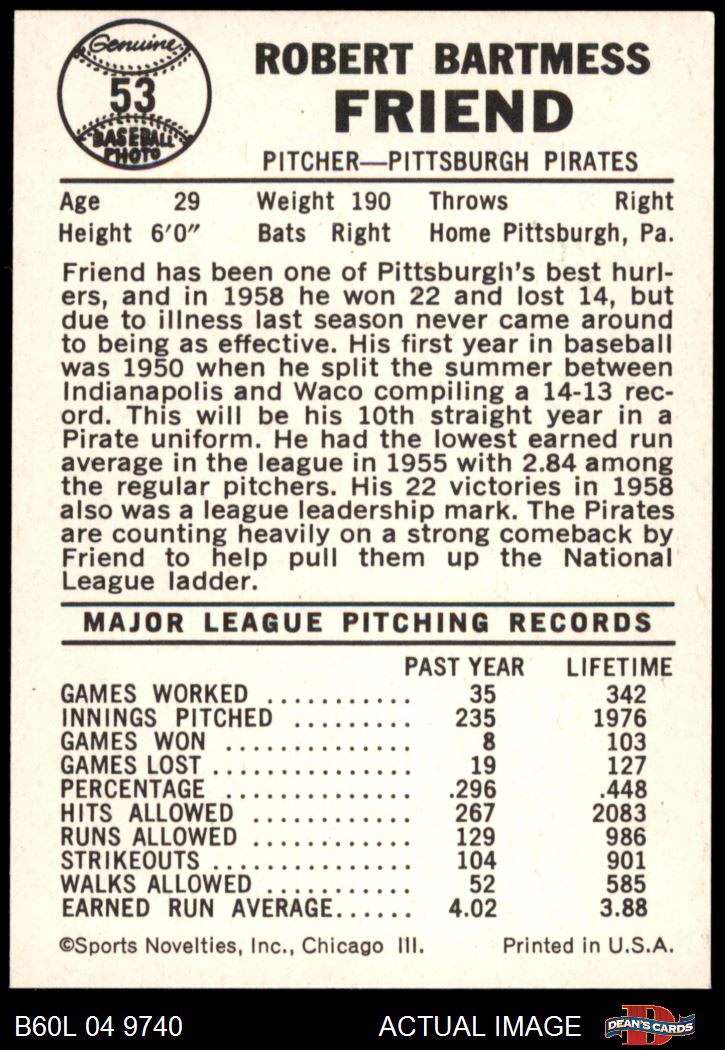 Genuine
53
BASEBALL
PHOTO
ROBERT BARTMESS
FRIEND
PITCHER—PITTSBURGH PIRATES
Age 29 Weight 190 Throws Right
Height 6'0" Bats Right Home Pittsburgh, Pa.
Friend has been one of Pittsburgh's best hurl-
ers, and in 1958 he won 22 and lost 14, but
due to illness last season never came around
to being as effective. His first year in baseball
was 1950 when he split the summer between
Indianapolis and Waco compiling a 14-13 rec-
ord. This will be his 10th straight year in a
Pirate uniform. He had the lowest earned run
average in the league in 1955 with 2.84 among
the regular pitchers. His 22 victories in 1958
also was a league leadership mark. The Pirates
are counting heavily on a strong comeback by
Friend to help pull them up the National
League ladder.
MAJOR LEAGUE PITCHING RECORDS
PAST YEAR LIFETIME
GAMES WORKED ........... 35 342
INNINGS PITCHED ......... 235 1976
GAMES WON .............. 8 103
GAMES LOST ............... 19 127
PERCENTAGE .............. .296 .448
HITS ALLOWED ............ 267 2083
RUNS ALLOWED ........... 129 986
STRIKEOUTS ............... 104 901
WALKS ALLOWED ........... 52 585
EARNED RUN AVERAGE...... 4.02 3.88
©Sports Novelties, Inc., Chicago Ill. Printed in U.S.A.
B60L 04 9740 ACTUAL IMAGE
D
DEAN'S CARDS